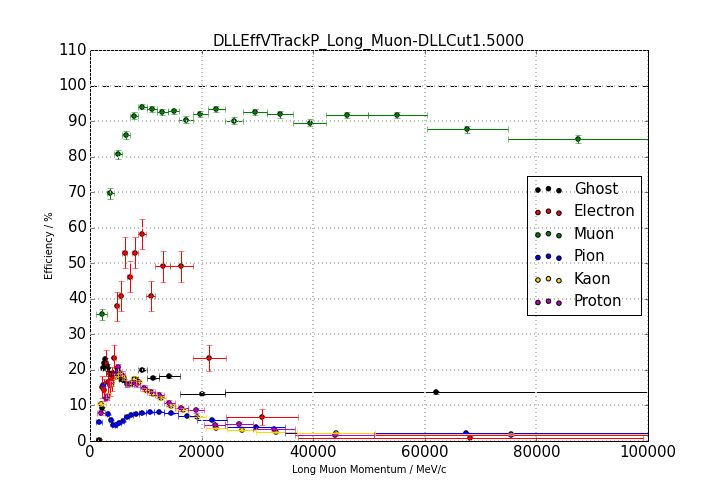 DLLEffVTrackP_Long_Muon-DLLCut1.5000
110
100
90
80
70
60
50
40
30
20
10
0
Efficiency / %
Ghost
Electron
Muon
Pion
Kaon
Proton
0 20000 40000 60000 80000 100000
Long Muon Momentum / MeV/c